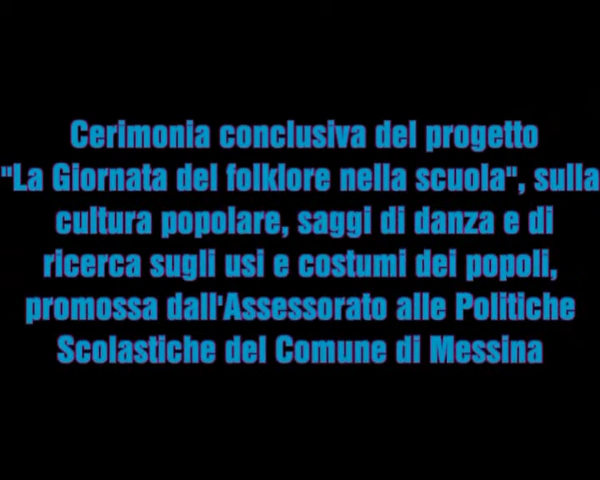 Cerimonia conclusiva del progetto
"La Giornata del folklore nella scuola", sulla
cultura popolare, saggi di danza e di
ricerca sugli usi e costumi dei popoli,
promossa dall'Assessorato alle Politiche
Scolastiche del Comune di Messina